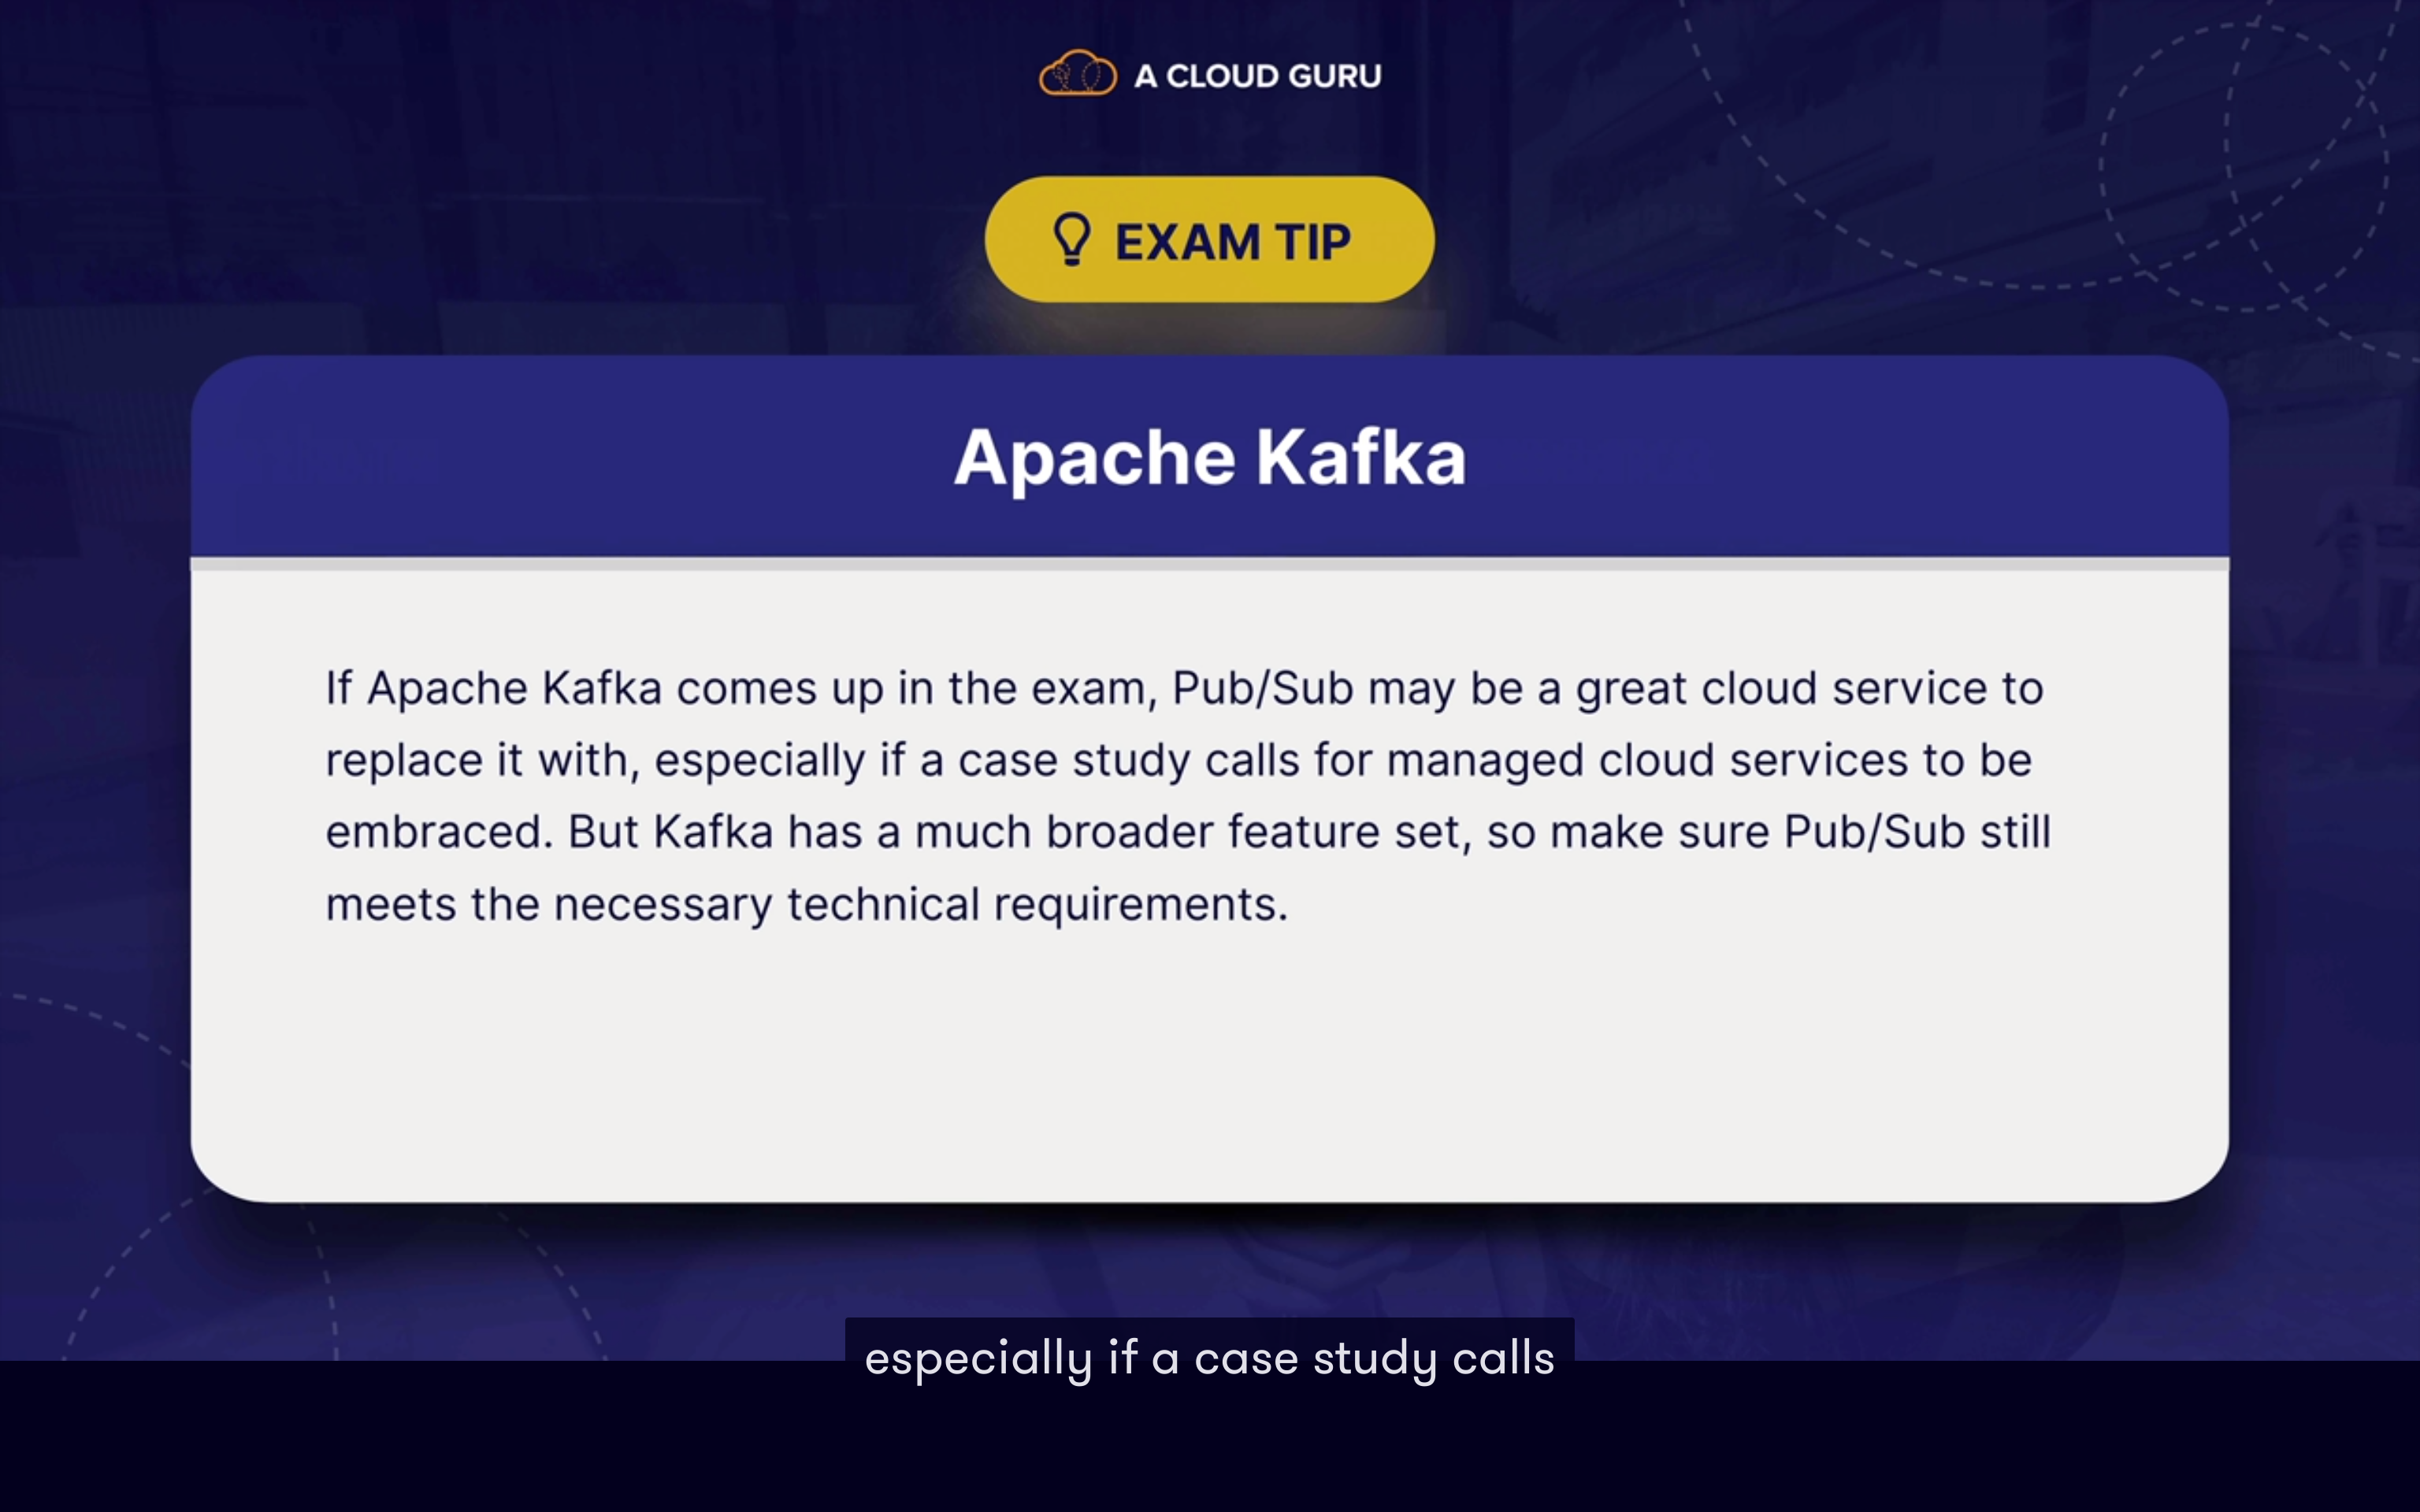 A CLOUD GURU
EXAM TIP
Apache Kafka
If Apache Kafka comes up in the exam, Pub/Sub may be a great cloud service to
replace it with, especially if a case study calls for managed cloud services to be
embraced. But Kafka has a much broader feature set, so make sure Pub/Sub still
meets the necessary technical requirements.
especially if a case study calls